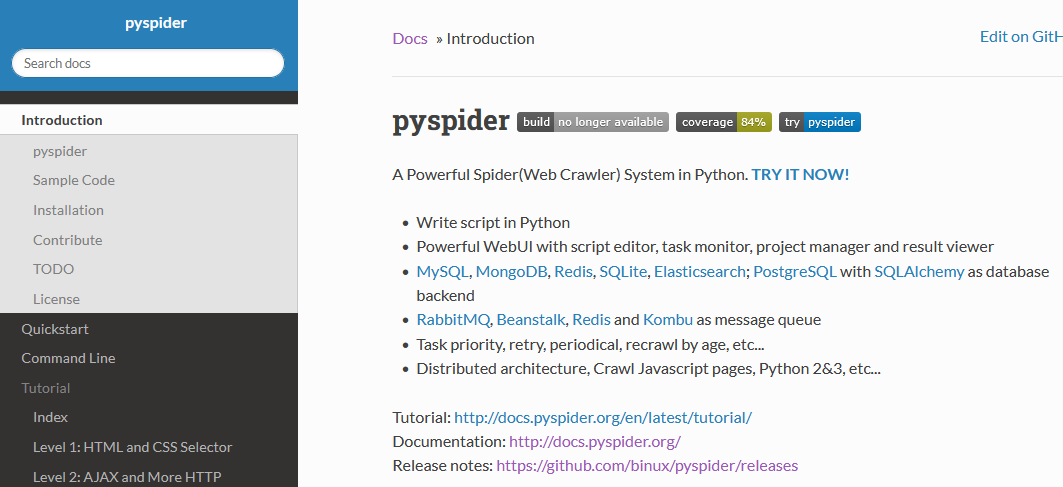 pyspider
Search docs
Introduction
pyspider
Sample Code
Installation
Contribute
TODO
License
Quickstart
Command Line
Tutorial
Index
Level 1: HTML and CSS Selector
Level 2: AJAX and More HTTP
Docs » Introduction
Edit on GitH
pyspider build no longer available coverage 84% try pyspider
A Powerful Spider(Web Crawler) System in Python. TRY IT NOW!
• Write script in Python
• Powerful WebUI with script editor, task monitor, project manager and result viewer
• MySQL, MongoDB, Redis, SQLite, Elasticsearch; PostgreSQL with SQLAlchemy as database
backend
• RabbitMQ, Beanstalk, Redis and Kombu as message queue
• Task priority, retry, periodical, recrawl by age, etc...
• Distributed architecture, Crawl Javascript pages, Python 2&3, etc...
Tutorial: http://docs.pyspider.org/en/latest/tutorial/
Documentation: http://docs.pyspider.org/
Release notes: https://github.com/binux/pyspider/releases